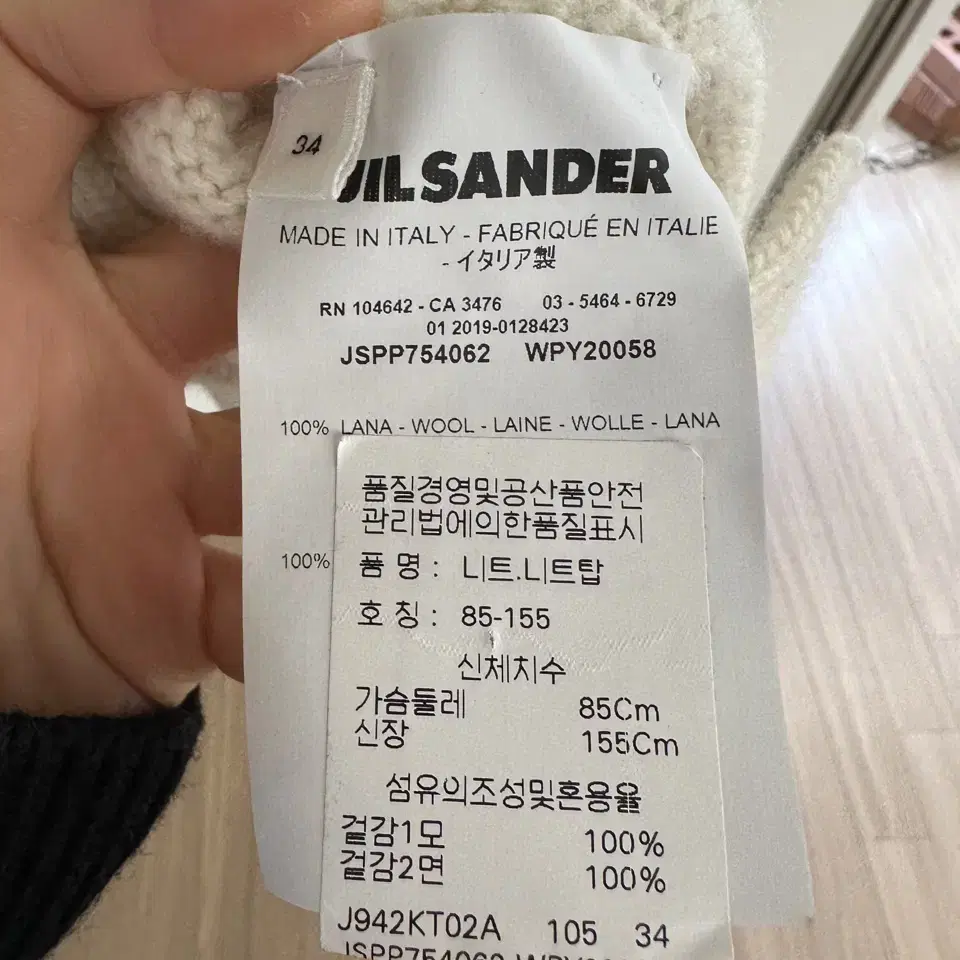 34
JIL SANDER
MADE IN ITALY - FABRIQUÉ EN ITALIE
- イタリア製
RN 104642 - CA 3476 03 - 5464 - 6729
01 2019-0128423
JSPP754062 WPY20058
100% LANA - WOOL - LAINE - WOLLE - LANA
품질경영및공산품안전
관리법에의한품질표시
100%
품 명 : 니트.니트탑
호 칭 : 85-155
신체치수
가슴둘레 85Cm
신장 155Cm
섬유의조성및혼용율
겉감1모 100%
겉감2면 100%
J942KT02A 105 34
JSPP754062